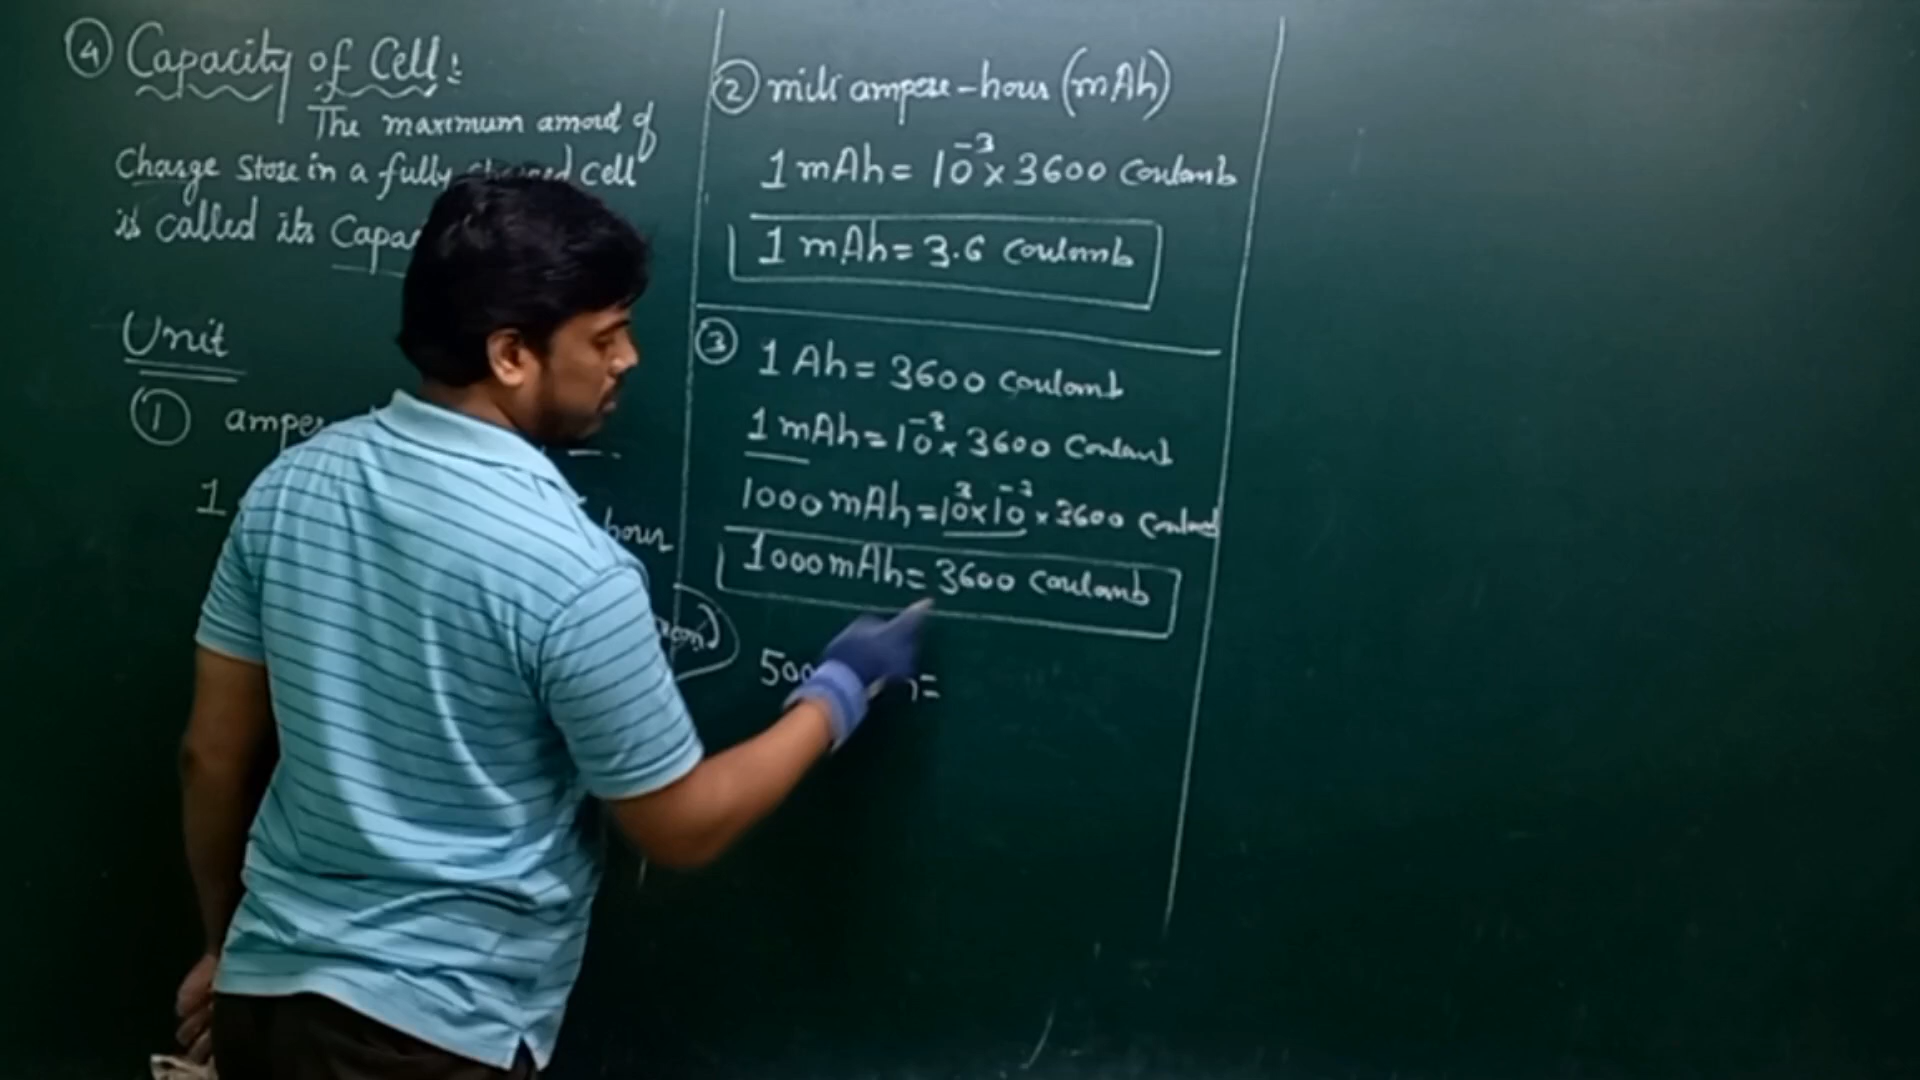 ④ Capacity of Cell:
The maximum amout of
Charge store in a fully cell
is called its
Unit
①
1
hour
② milli ampere-hour (mAh)
1 mAh = 10⁻³ × 3600 Coulomb
1 mAh = 3.6 Coulomb
③ 1 Ah = 3600 Coulomb
1 mAh = 10⁻³ × 3600 Coulomb
1000 mAh = 10³ × 10⁻³ × 3600 Coulomb
1000 mAh = 3600 Coulomb
=